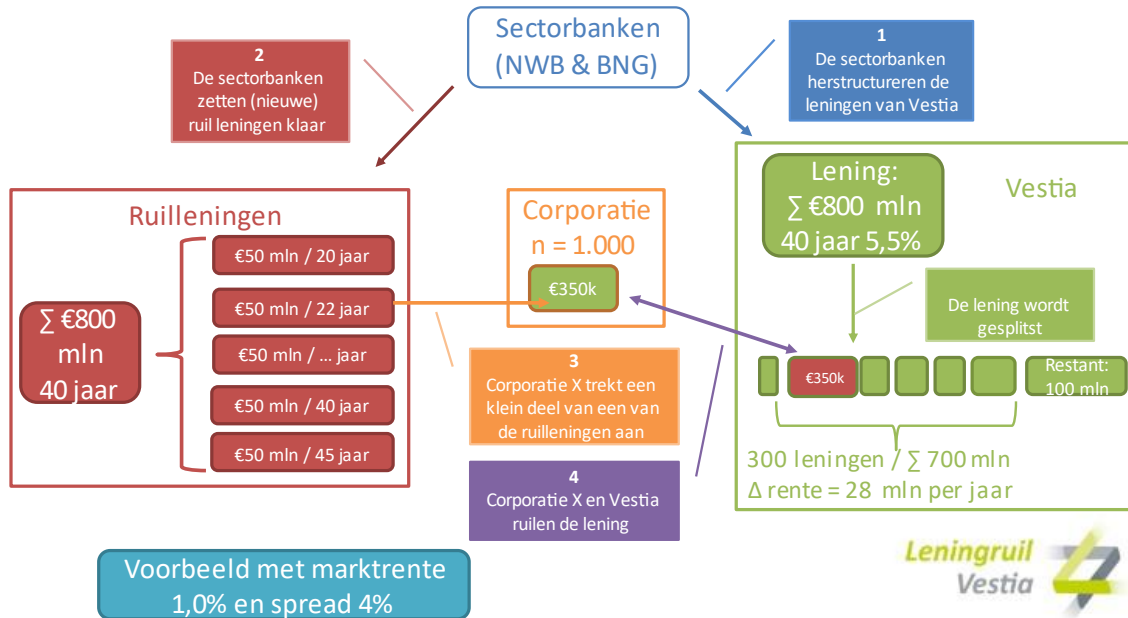 Sectorbanken
(NWB & BNG)
2
De sectorbanken
zetten (nieuwe)
ruil leningen klaar
1
De sectorbanken
herstructureren de
leningen van Vestia
Ruilleningen
∑ €800
mln
40 jaar
€50 mln / 20 jaar
€50 mln / 22 jaar
€50 mln / ... jaar
€50 mln / 40 jaar
€50 mln / 45 jaar
Corporatie
n = 1.000
€350k
3
Corporatie X trekt een
klein deel van een van
de ruilleningen aan
4
Corporatie X en Vestia
ruilen de lening
Vestia
Lening:
∑ €800 mln
40 jaar 5,5%
De lening wordt
gesplitst
€350k
Restant:
100 mln
300 leningen / ∑ 700 mln
Δ rente = 28 mln per jaar
Voorbeeld met marktrente
1,0% en spread 4%
Leningruil
Vestia